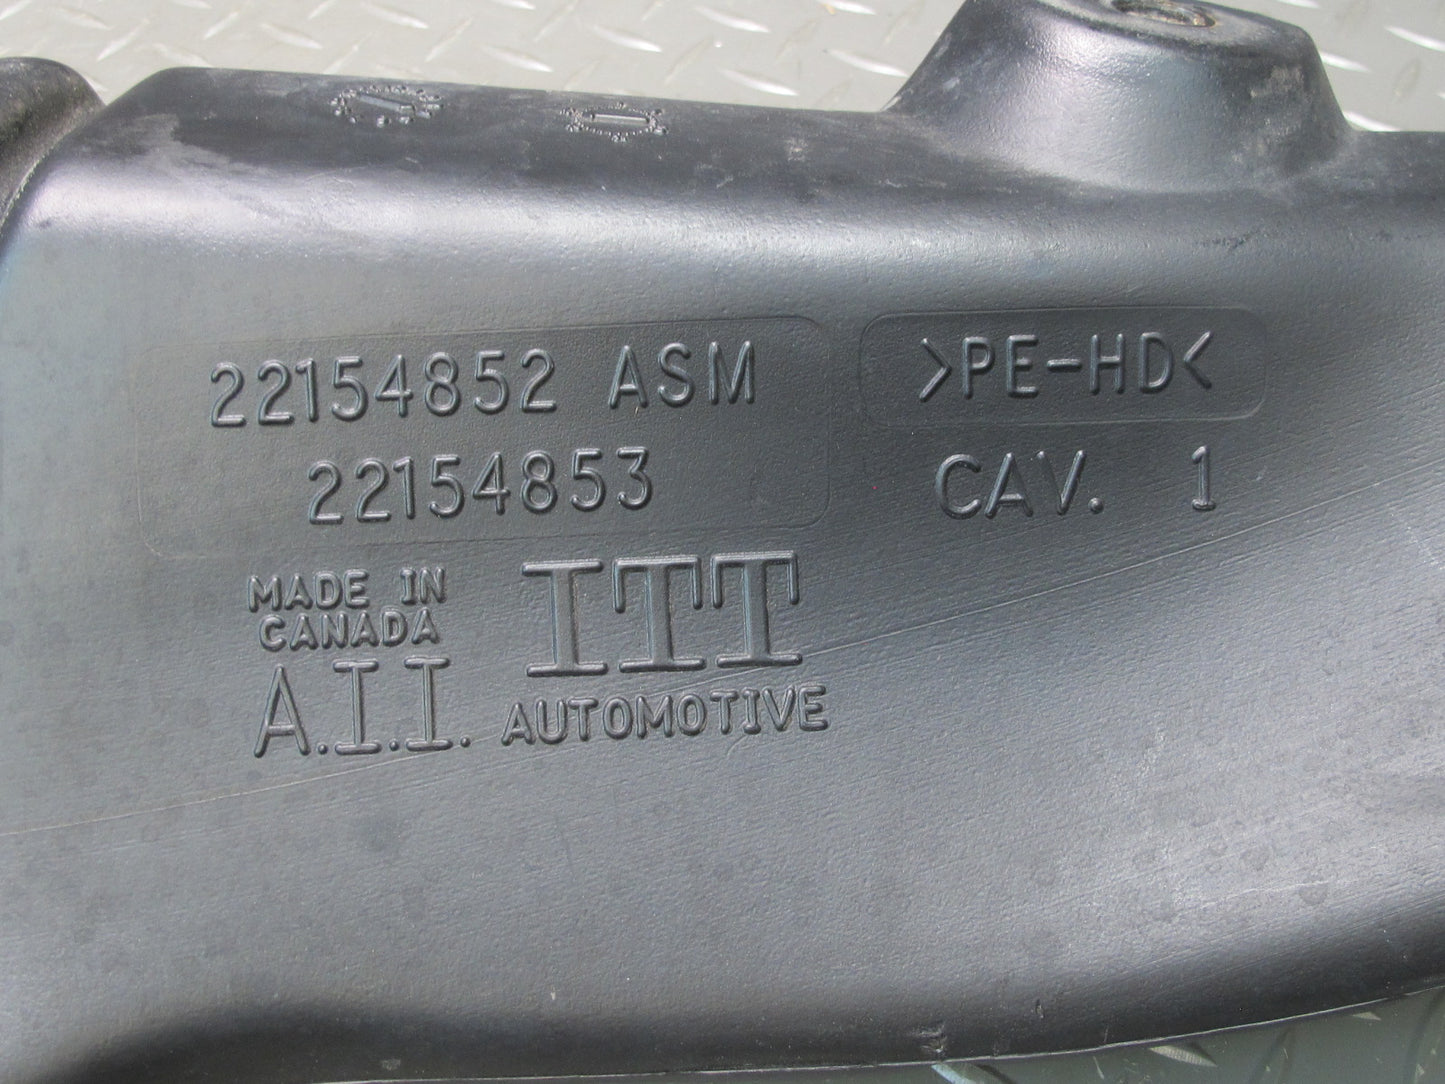 22154852 ASM
22154853
>PE-HD<
CAV. 1
MADE IN
CANADA
A.I.I.
ITT
AUTOMOTIVE